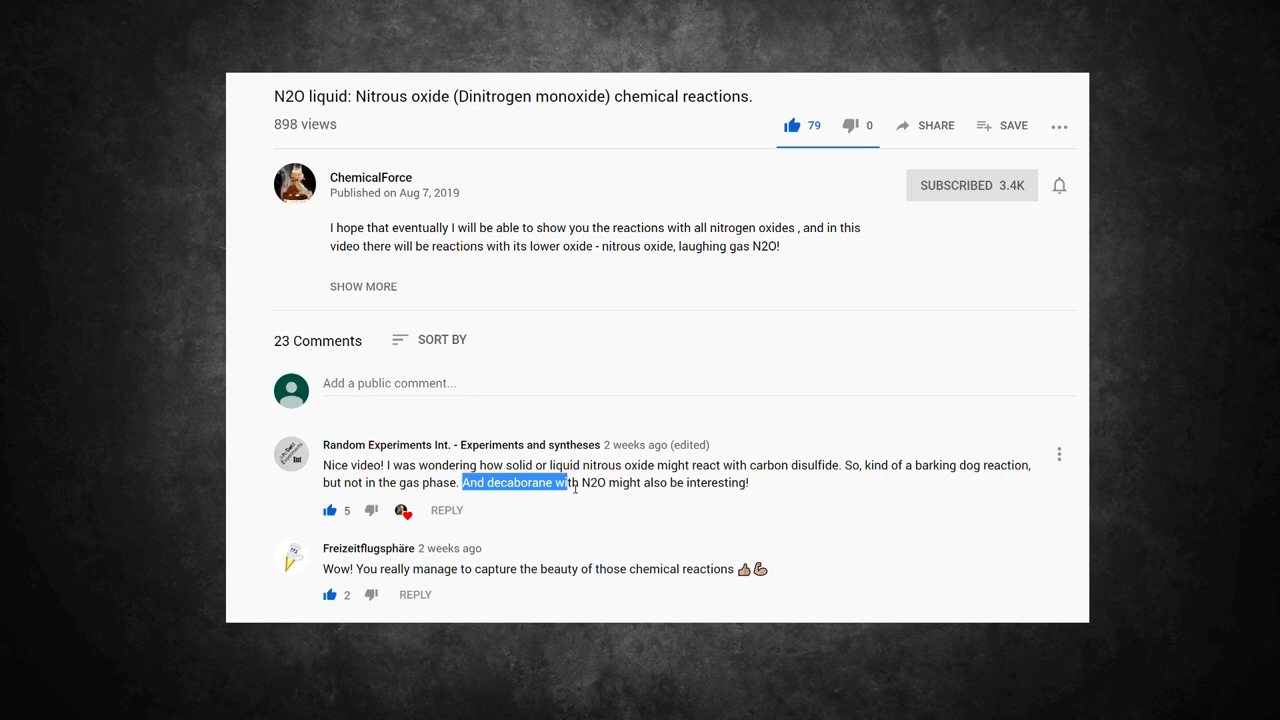 N2O liquid: Nitrous oxide (Dinitrogen monoxide) chemical reactions.
898 views
79 0 SHARE SAVE
ChemicalForce
Published on Aug 7, 2019
SUBSCRIBED 3.4K
I hope that eventually I will be able to show you the reactions with all nitrogen oxides , and in this
video there will be reactions with its lower oxide - nitrous oxide, laughing gas N2O!
SHOW MORE
23 Comments SORT BY
Add a public comment...
Random Experiments Int. - Experiments and syntheses 2 weeks ago (edited)
Nice video! I was wondering how solid or liquid nitrous oxide might react with carbon disulfide. So, kind of a barking dog reaction,
but not in the gas phase. And decaborane with N2O might also be interesting!
5 REPLY
Freizeitflugsphäre 2 weeks ago
Wow! You really manage to capture the beauty of those chemical reactions 👍🏽💪🏽
2 REPLY